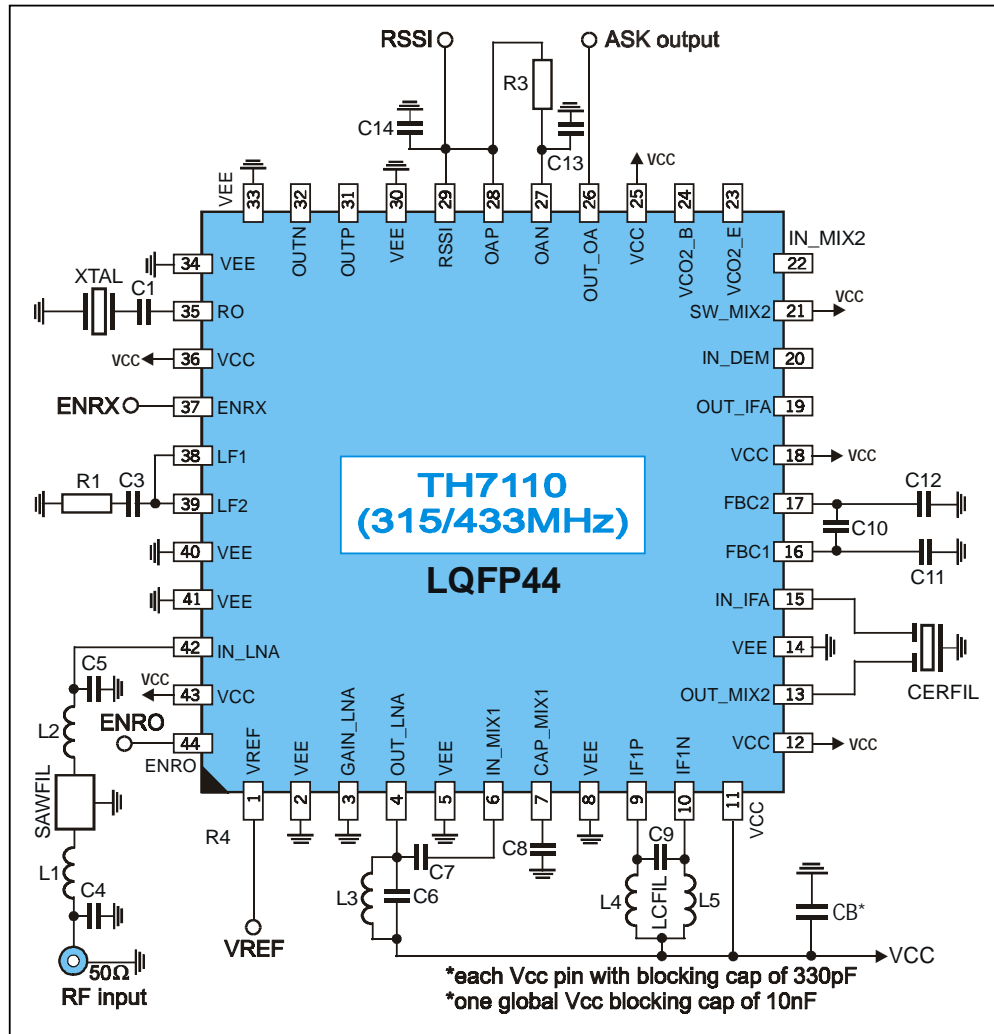 RSSI
ASK output
R3
C14
C13
VCC
VEE
33
32
31
30
29
28
27
26
25
24
23
OUTN
OUTP
VEE
RSSI
OAP
OAN
OUT_OA
VCC
VCO2_B
VCO2_E
IN_MIX2
22
34
VEE
XTAL
C1
35
RO
SW_MIX2
21
VCC
VCC
36
VCC
IN_DEM
20
ENRX
37
ENRX
OUT_IFA
19
38
LF1
VCC
18
VCC
R1
C3
39
LF2
TH7110
(315/433MHz)
LQFP44
FBC2
17
C12
C10
40
VEE
FBC1
16
C11
41
VEE
IN_IFA
15
42
IN_LNA
VEE
14
C5
VCC
43
VCC
OUT_MIX2
13
CERFIL
L2
ENRO
44
ENRO
VCC
12
VCC
VREF
VEE
GAIN_LNA
OUT_LNA
VEE
IN_MIX1
CAP_MIX1
VEE
IF1P
IF1N
1
2
3
4
5
6
7
8
9
10
11
VCC
SAWFIL
R4
L1
C4
50Ω
RF input
VREF
L3
C6
C7
C8
C9
L4
LCFIL
L5
CB*
VCC
*each Vcc pin with blocking cap of 330pF
*one global Vcc blocking cap of 10nF